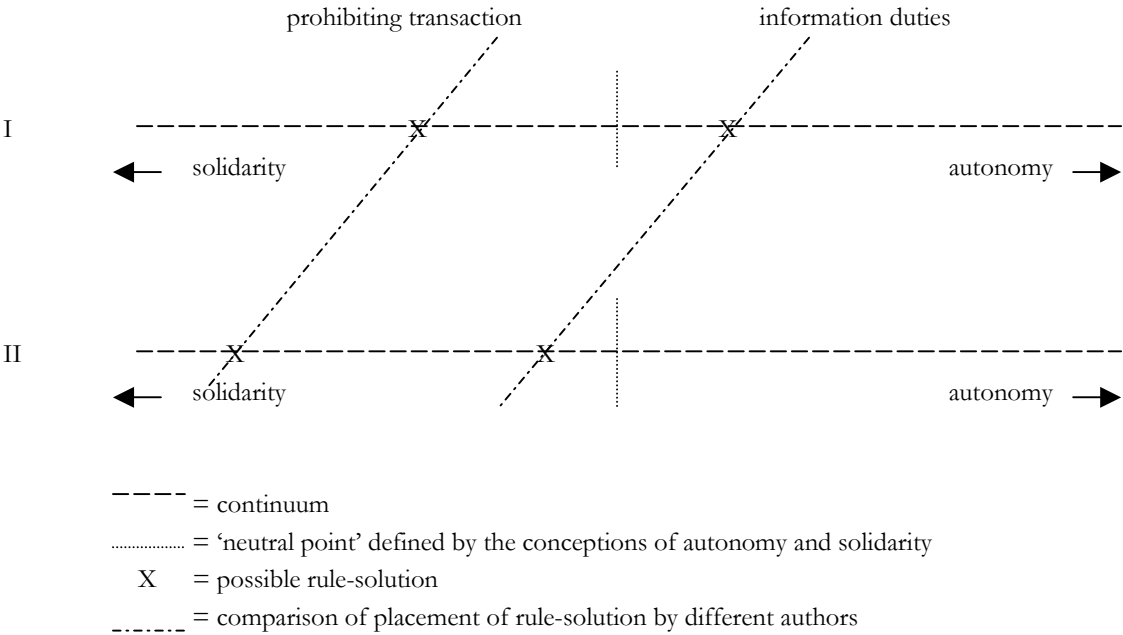 prohibiting transaction information duties
I
solidarity autonomy
X X
II
solidarity autonomy
X X
= continuum
= ‘neutral point’ defined by the conceptions of autonomy and solidarity
X = possible rule-solution
= comparison of placement of rule-solution by different authors